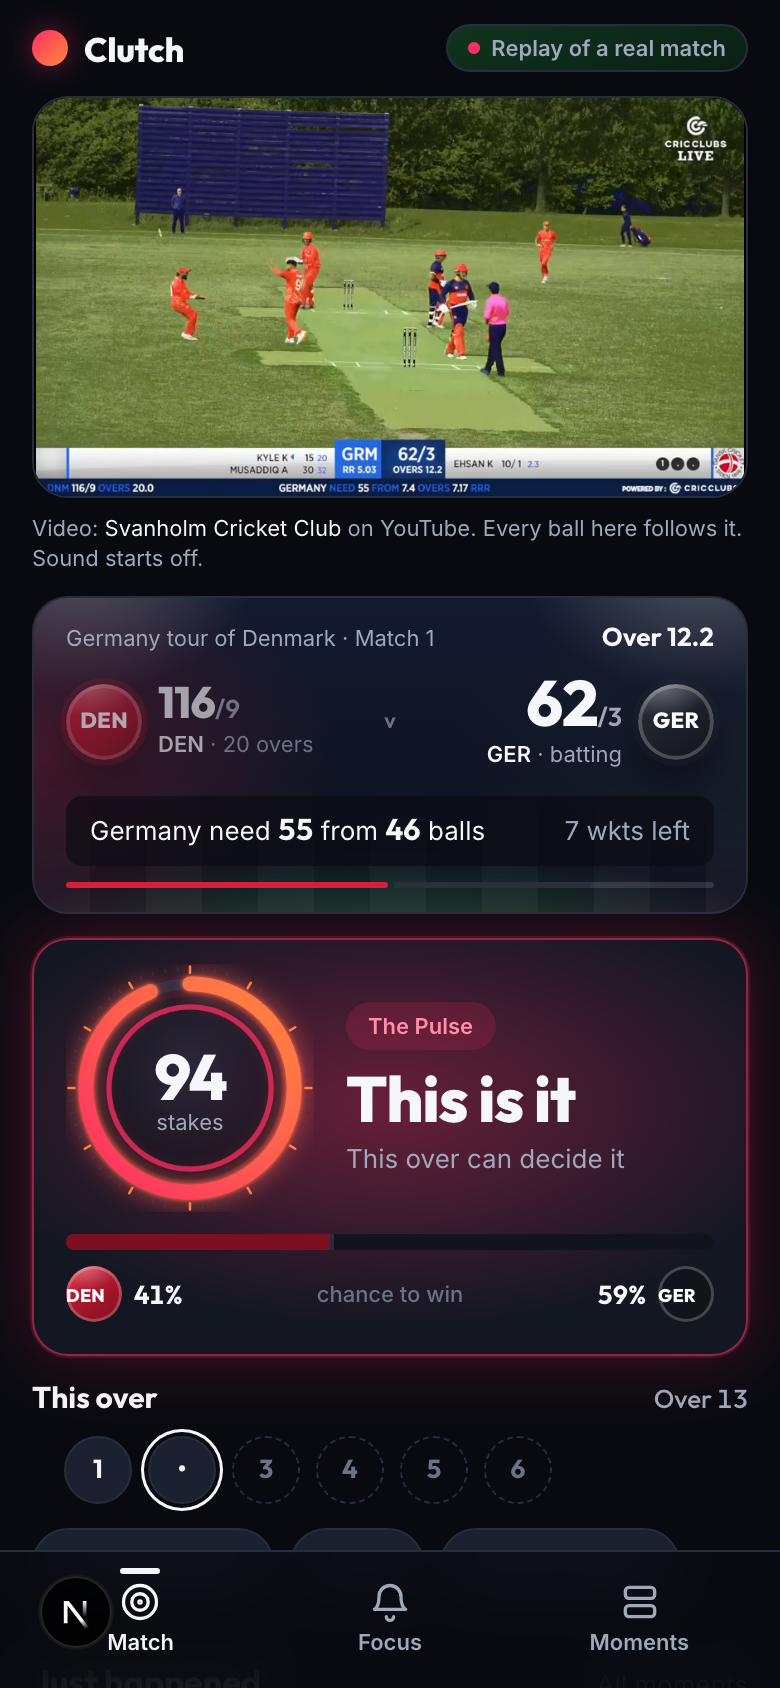 Clutch
Replay of a real match
CRICCLUBS
LIVE
KYLE K 15 20
MUSADDIQ A 30 32
GRM 62/3
RR 5.03 OVERS 12.2
EHSAN K 10/1 2.3
1
DNM 116/9 OVERS 20.0
GERMANY NEED 55 FROM 7.4 OVERS 7.17 RRR
POWERED BY: CRICCLUBS
Video: Svanholm Cricket Club on YouTube. Every ball here follows it.
Sound starts off.
Germany tour of Denmark · Match 1
Over 12.2
DEN
116/9
DEN · 20 overs
v
62/3
GER · batting
GER
Germany need 55 from 46 balls
7 wkts left
94
stakes
The Pulse
This is it
This over can decide it
DEN 41%
chance to win
59% GER
This over
Over 13
1 · 3 4 5 6
N
Match
Focus
Moments
Just happened
All moments